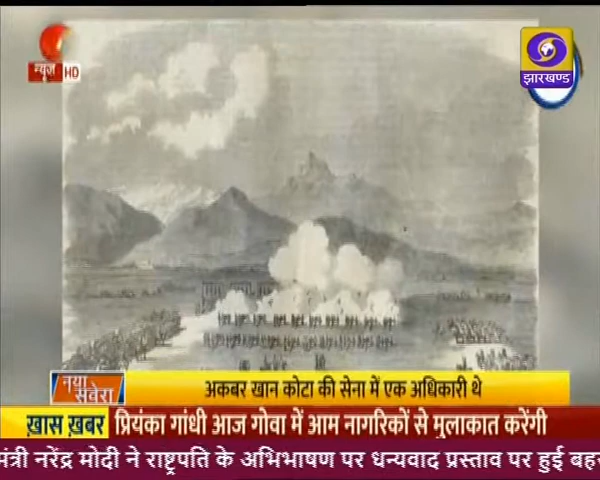 न्यूज़ HD
झारखण्ड
नया सवेरा
अकबर खान कोटा की सेना में एक अधिकारी थे
ख़ास ख़बर
प्रियंका गांधी आज गोवा में आम नागरिकों से मुलाकात करेंगी
मंत्री नरेंद्र मोदी ने राष्ट्रपति के अभिभाषण पर धन्यवाद प्रस्ताव पर हुई बहस